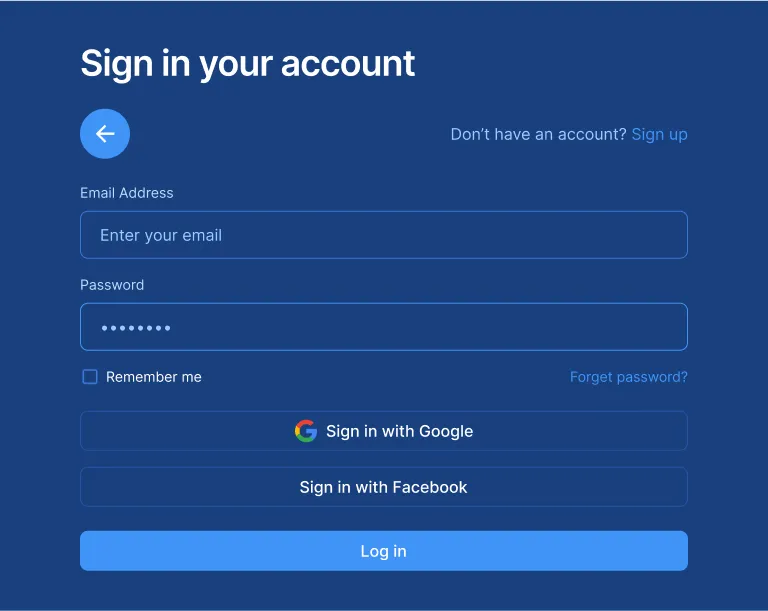 Sign in your account
Don’t have an account? Sign up
Email Address
Enter your email
Password
••••••••
Remember me
Forget password?
Sign in with Google
Sign in with Facebook
Log in